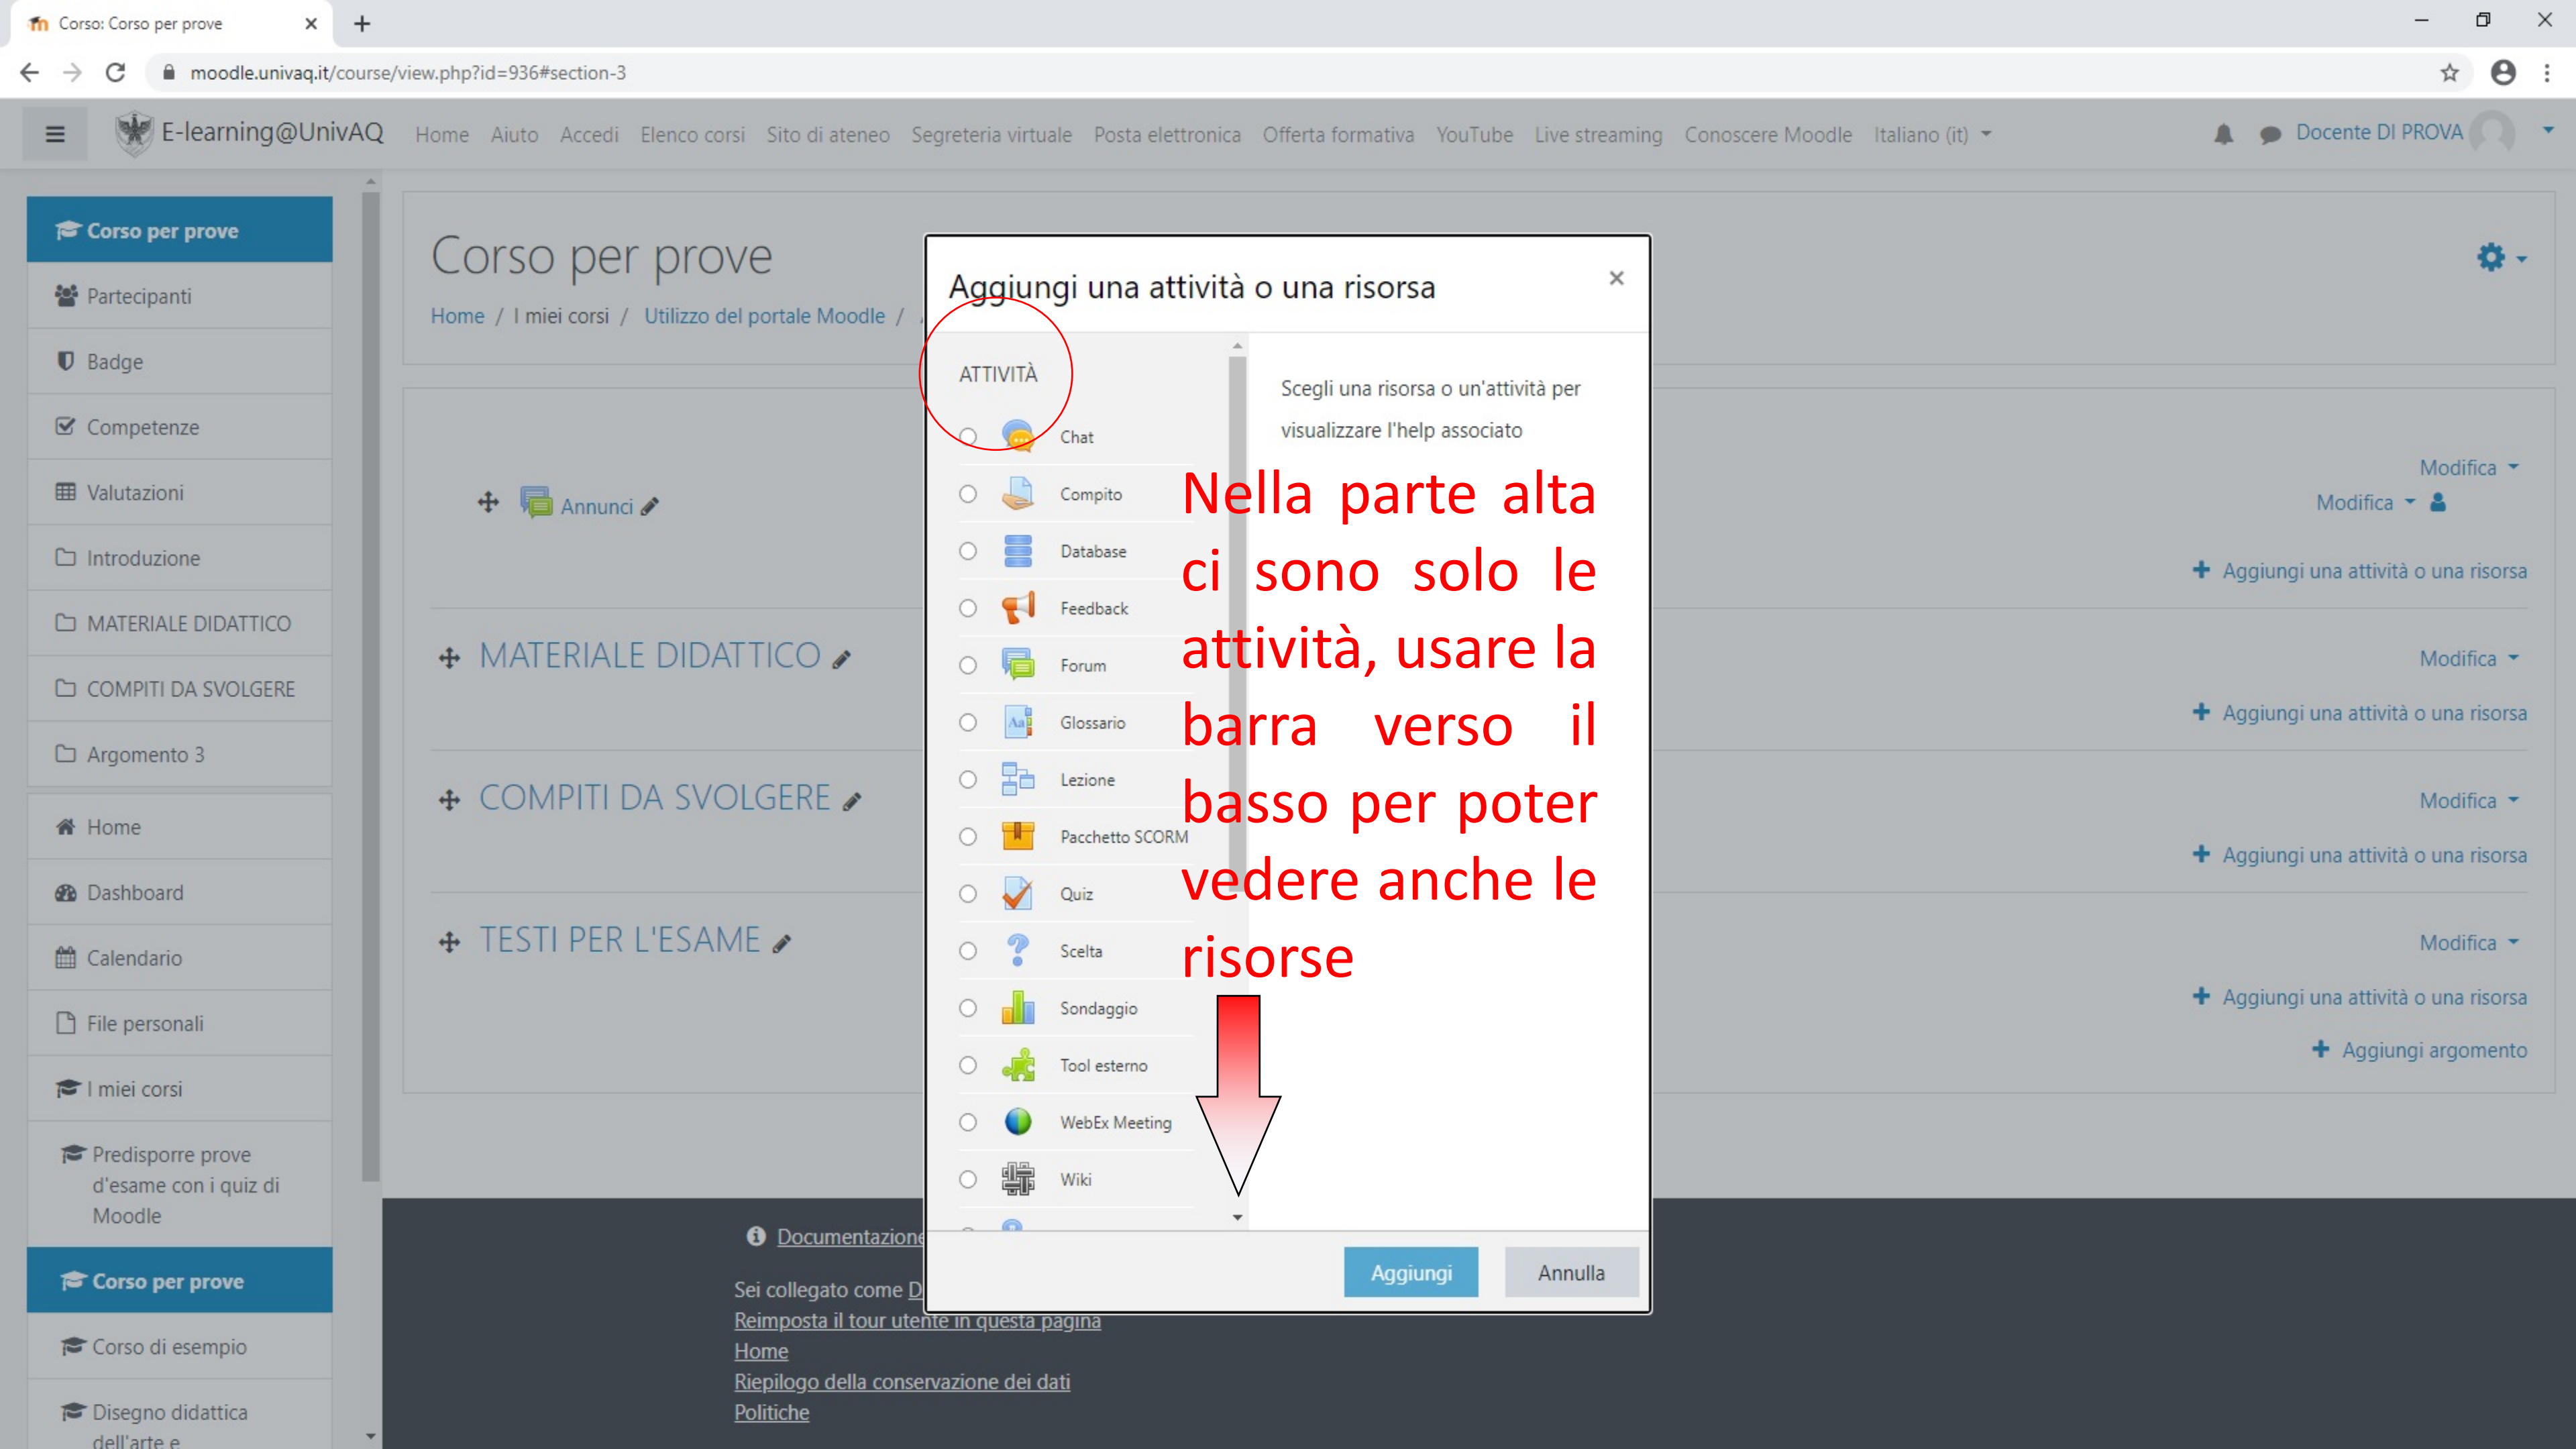 Corso: Corso per prove
moodle.univaq.it/course/view.php?id=936#section-3
E-learning@UnivAQ Home Aiuto Accedi Elenco corsi Sito di ateneo Segreteria virtuale Posta elettronica Offerta formativa YouTube Live streaming Conoscere Moodle Italiano (it) Docente DI PROVA
Corso per prove
Partecipanti
Badge
Competenze
Valutazioni
Introduzione
MATERIALE DIDATTICO
COMPITI DA SVOLGERE
Argomento 3
Home
Dashboard
Calendario
File personali
I miei corsi
Predisporre prove
d'esame con i quiz di
Moodle
Corso per prove
Corso di esempio
Disegno didattica
dell'arte e
Corso per prove
Home / I miei corsi / Utilizzo del portale Moodle /
Annunci
MATERIALE DIDATTICO
COMPITI DA SVOLGERE
TESTI PER L'ESAME
Modifica
Modifica
Aggiungi una attività o una risorsa
Modifica
Aggiungi una attività o una risorsa
Modifica
Aggiungi una attività o una risorsa
Modifica
Aggiungi una attività o una risorsa
Aggiungi argomento
Aggiungi una attività o una risorsa
ATTIVITÀ
Chat
Compito
Database
Feedback
Forum
Glossario
Lezione
Pacchetto SCORM
Quiz
Scelta
Sondaggio
Tool esterno
WebEx Meeting
Wiki
Scegli una risorsa o un'attività per
visualizzare l'help associato
Nella parte alta
ci sono solo le
attività, usare la
barra verso il
basso per poter
vedere anche le
risorse
Aggiungi Annulla
Documentazione
Sei collegato come D
Reimposta il tour utente in questa pagina
Home
Riepilogo della conservazione dei dati
Politiche